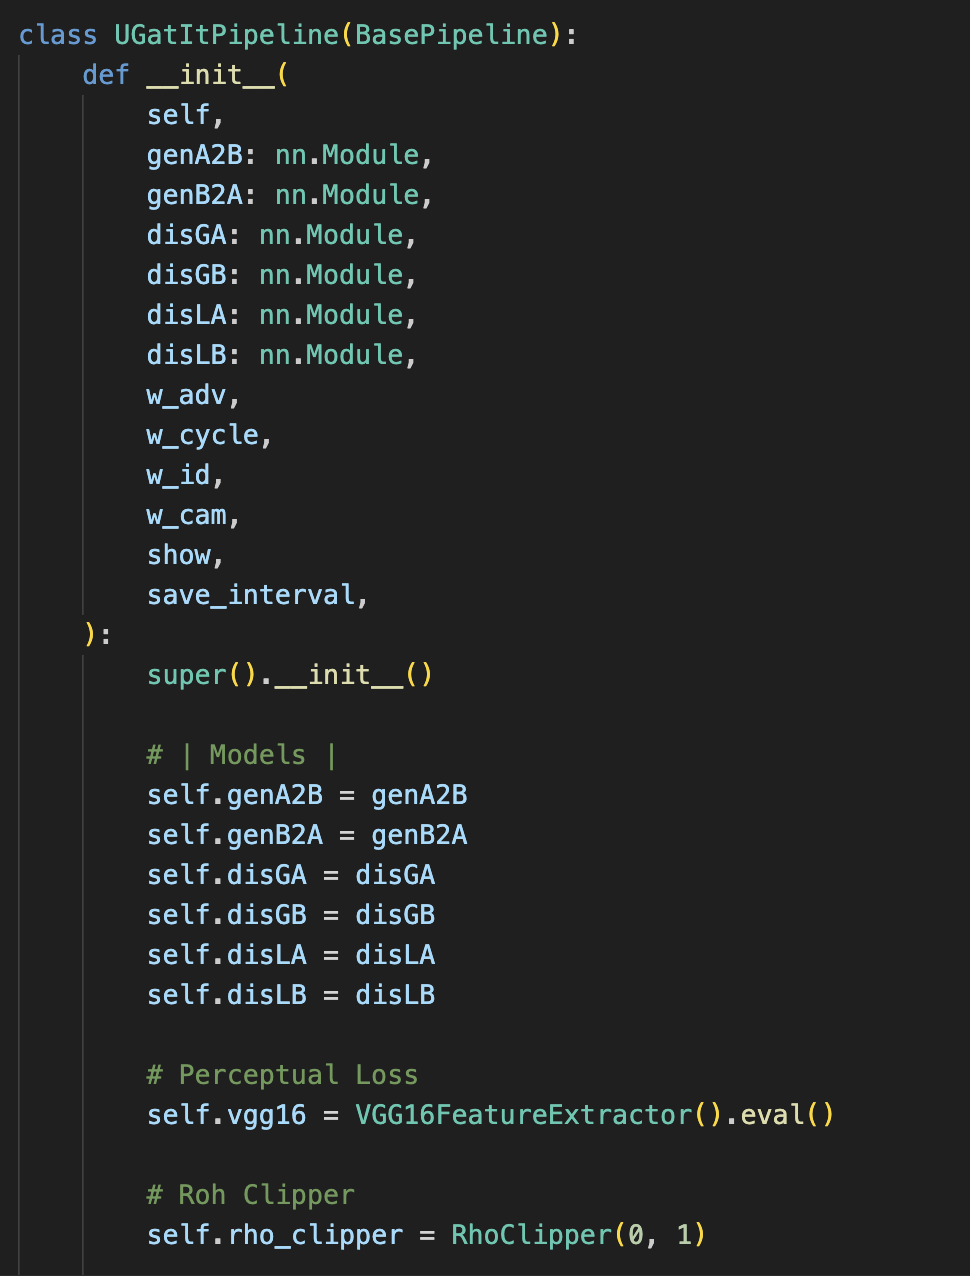 class UGatItPipeline(BasePipeline):
    def __init__(
        self,
        genA2B: nn.Module,
        genB2A: nn.Module,
        disGA: nn.Module,
        disGB: nn.Module,
        disLA: nn.Module,
        disLB: nn.Module,
        w_adv,
        w_cycle,
        w_id,
        w_cam,
        show,
        save_interval,
    ):
        super().__init__()

        # | Models |
        self.genA2B = genA2B
        self.genB2A = genB2A
        self.disGA = disGA
        self.disGB = disGB
        self.disLA = disLA
        self.disLB = disLB

        # Perceptual Loss
        self.vgg16 = VGG16FeatureExtractor().eval()

        # Roh Clipper
        self.rho_clipper = RhoClipper(0, 1)